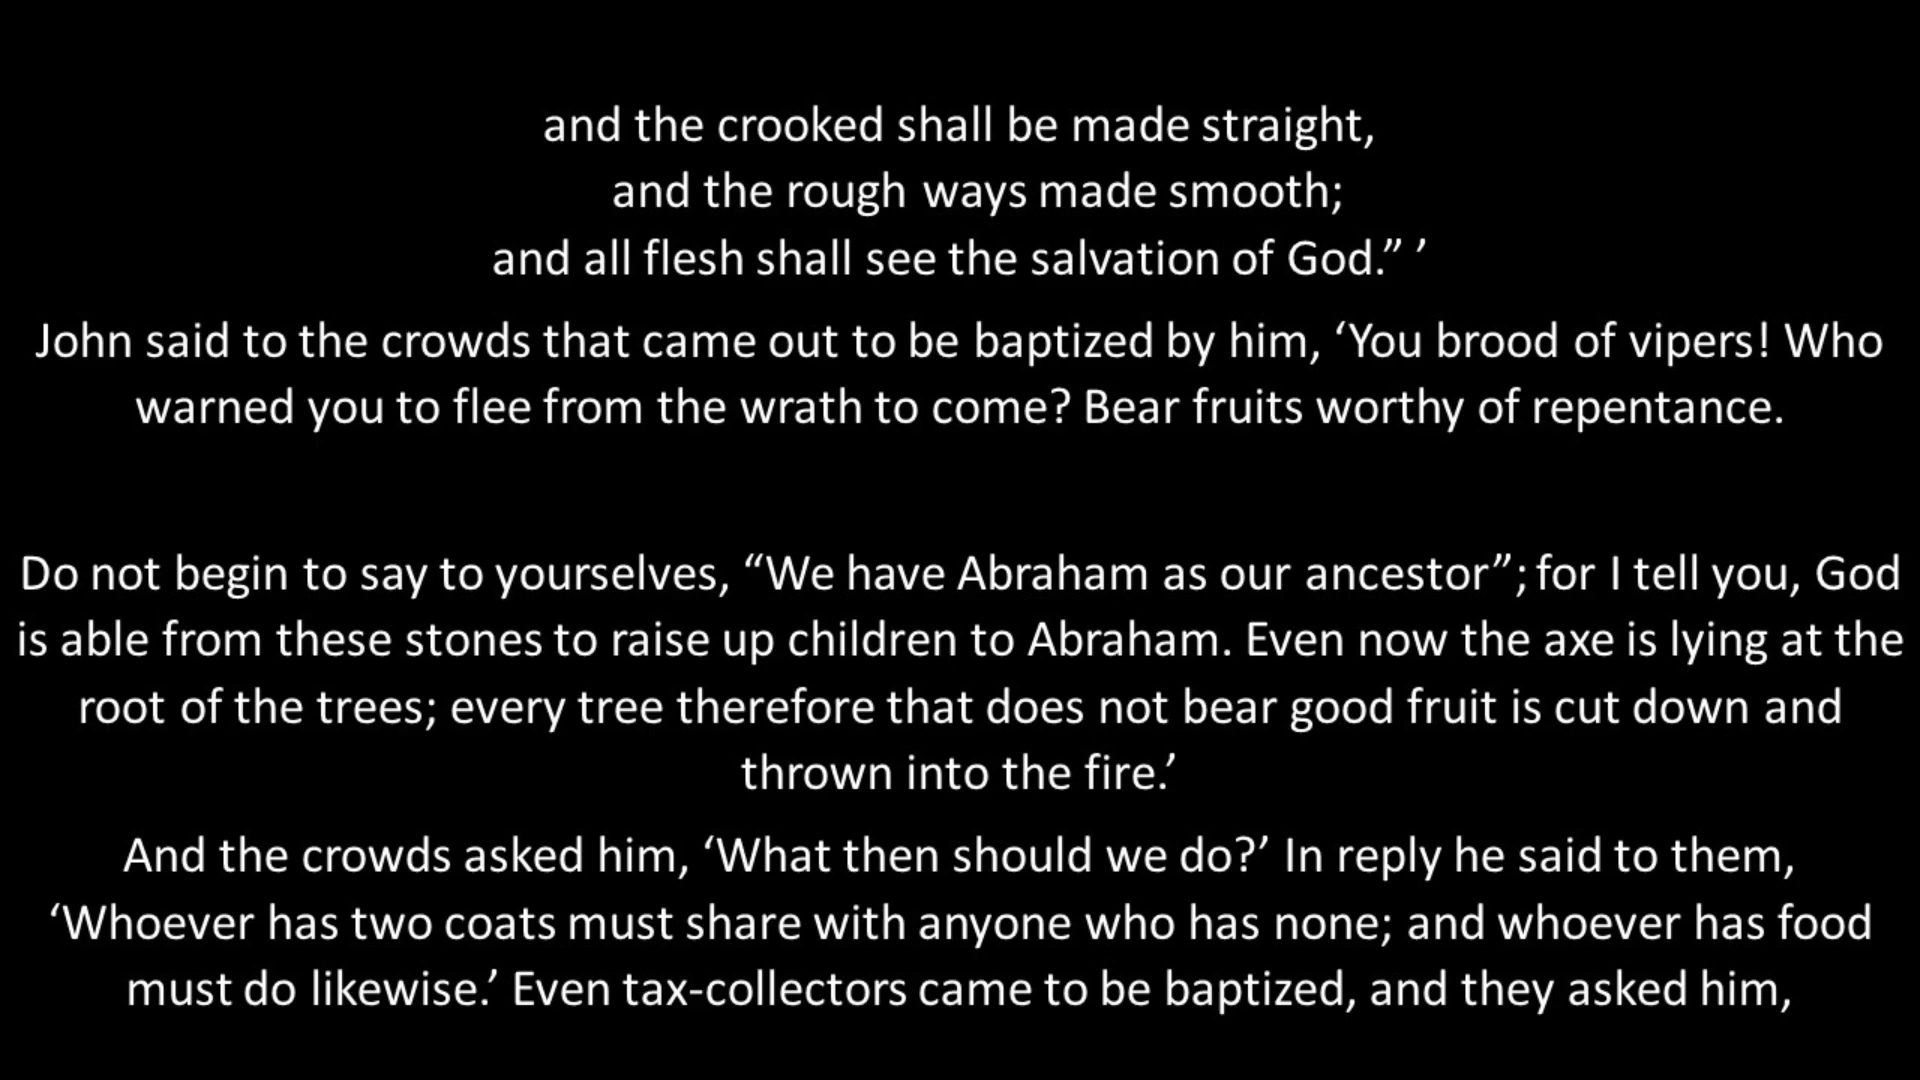 and the crooked shall be made straight,
and the rough ways made smooth;
and all flesh shall see the salvation of God.” ’
John said to the crowds that came out to be baptized by him, ‘You brood of vipers! Who
warned you to flee from the wrath to come? Bear fruits worthy of repentance.
Do not begin to say to yourselves, “We have Abraham as our ancestor”; for I tell you, God
is able from these stones to raise up children to Abraham. Even now the axe is lying at the
root of the trees; every tree therefore that does not bear good fruit is cut down and
thrown into the fire.’
And the crowds asked him, ‘What then should we do?’ In reply he said to them,
‘Whoever has two coats must share with anyone who has none; and whoever has food
must do likewise.’ Even tax-collectors came to be baptized, and they asked him,